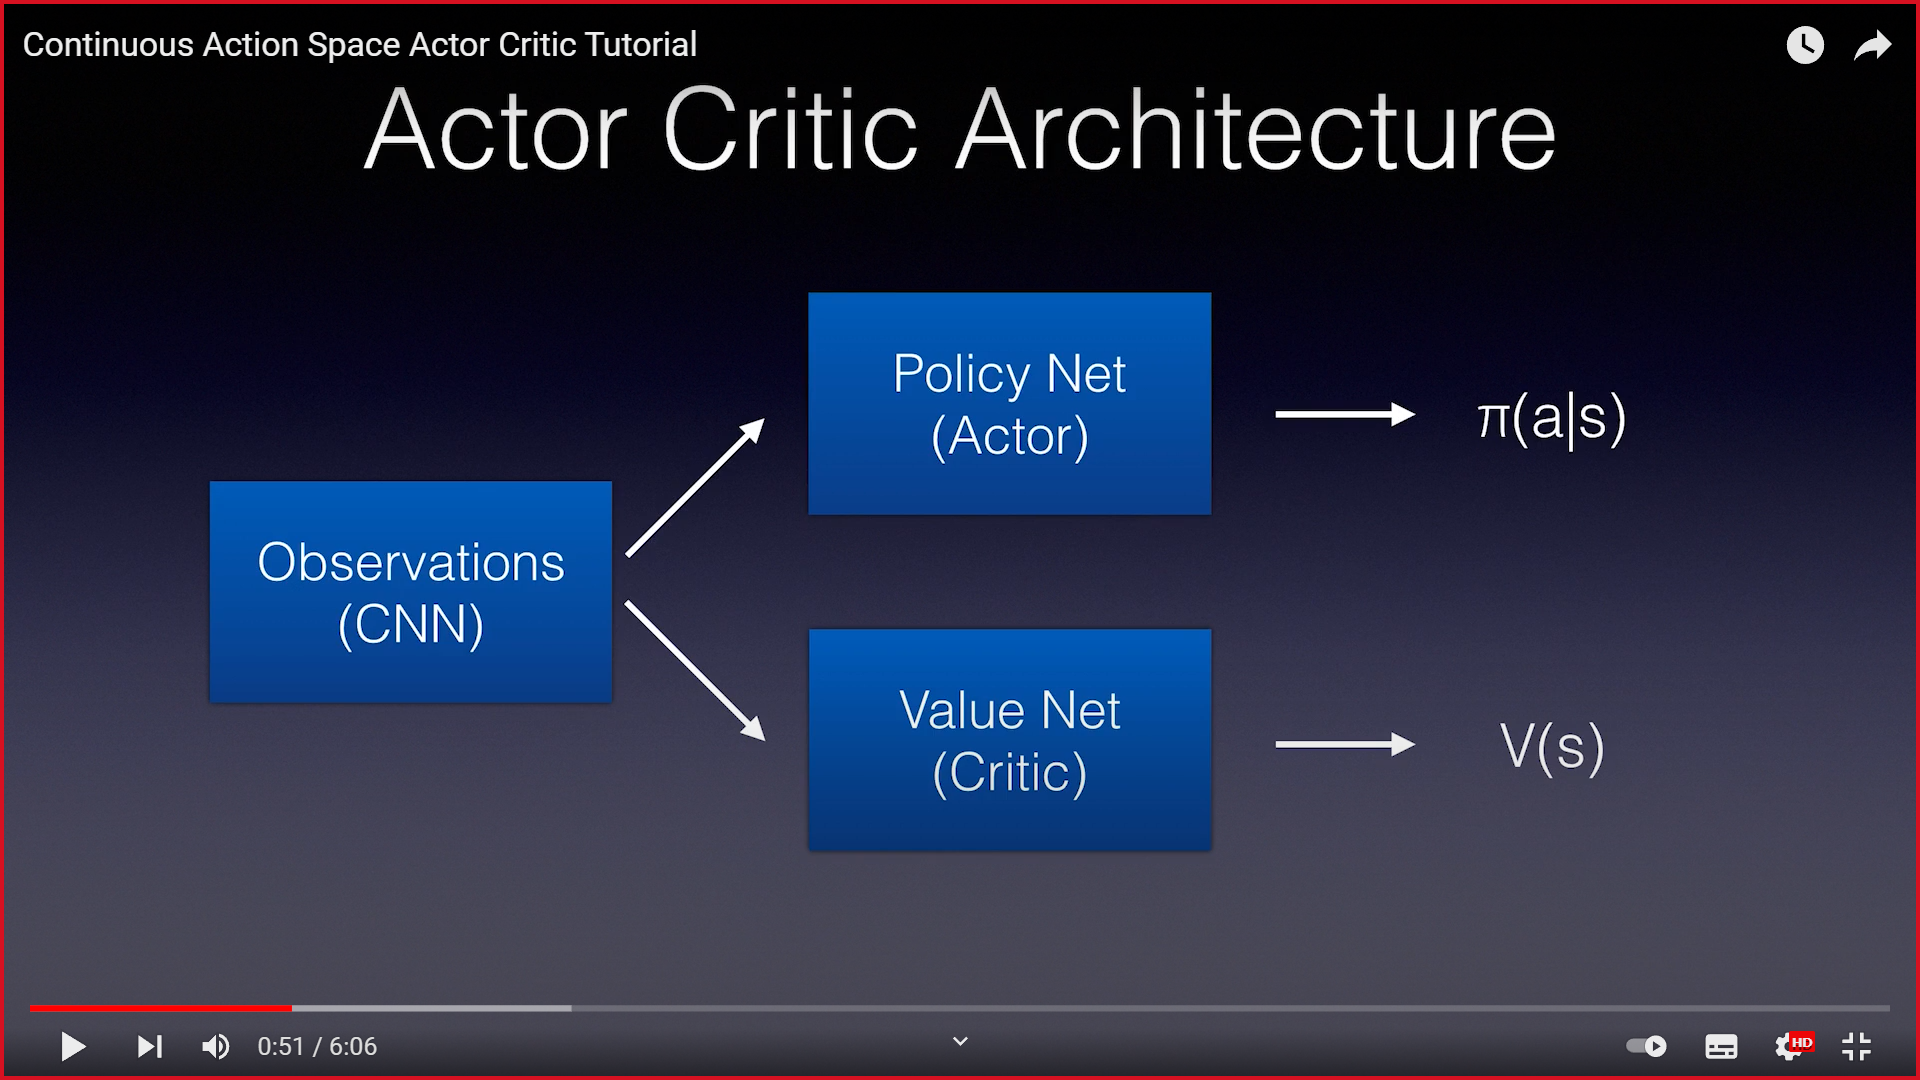 Continuous Action Space Actor Critic Tutorial
Actor Critic Architecture
Policy Net
(Actor)
π(a|s)
Observations
(CNN)
Value Net
(Critic)
V(s)
0:51 / 6:06
HD